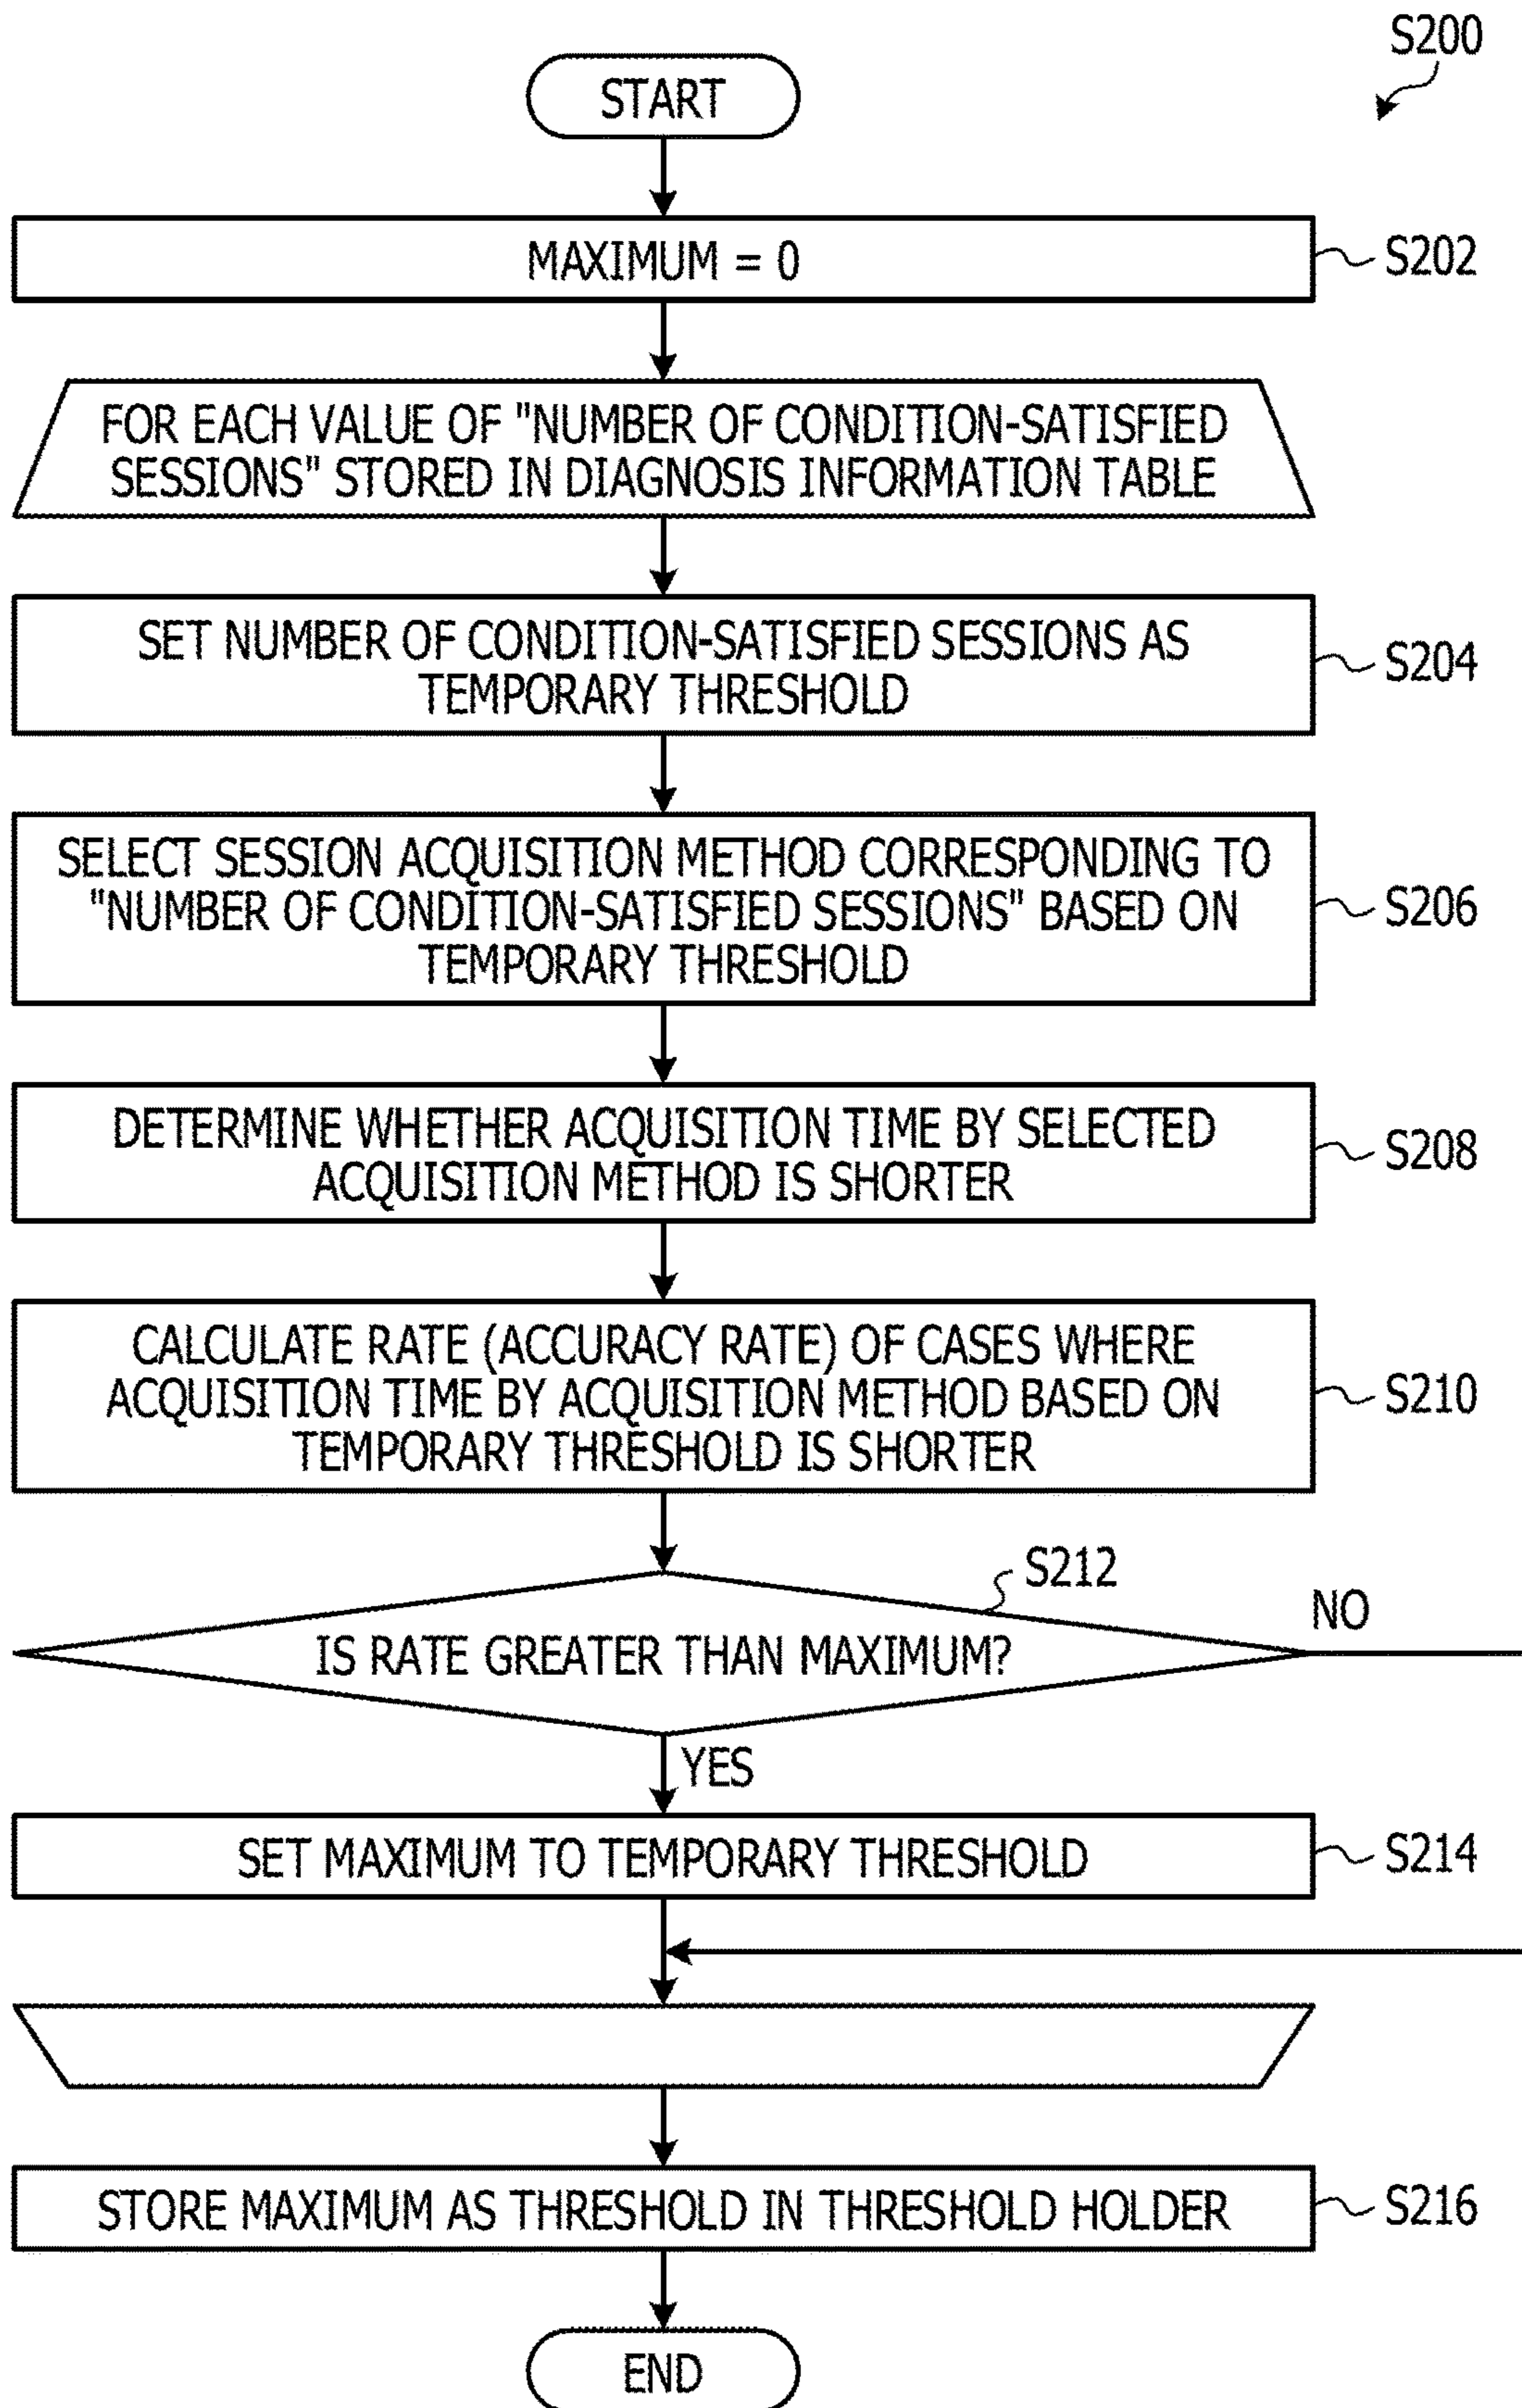 S200
START
MAXIMUM = 0
S202
FOR EACH VALUE OF "NUMBER OF CONDITION-SATISFIED
SESSIONS" STORED IN DIAGNOSIS INFORMATION TABLE
SET NUMBER OF CONDITION-SATISFIED SESSIONS AS
TEMPORARY THRESHOLD
S204
SELECT SESSION ACQUISITION METHOD CORRESPONDING TO
"NUMBER OF CONDITION-SATISFIED SESSIONS" BASED ON
TEMPORARY THRESHOLD
S206
DETERMINE WHETHER ACQUISITION TIME BY SELECTED
ACQUISITION METHOD IS SHORTER
S208
CALCULATE RATE (ACCURACY RATE) OF CASES WHERE
ACQUISITION TIME BY ACQUISITION METHOD BASED ON
TEMPORARY THRESHOLD IS SHORTER
S210
S212
NO
IS RATE GREATER THAN MAXIMUM?
YES
SET MAXIMUM TO TEMPORARY THRESHOLD
S214
STORE MAXIMUM AS THRESHOLD IN THRESHOLD HOLDER
S216
END